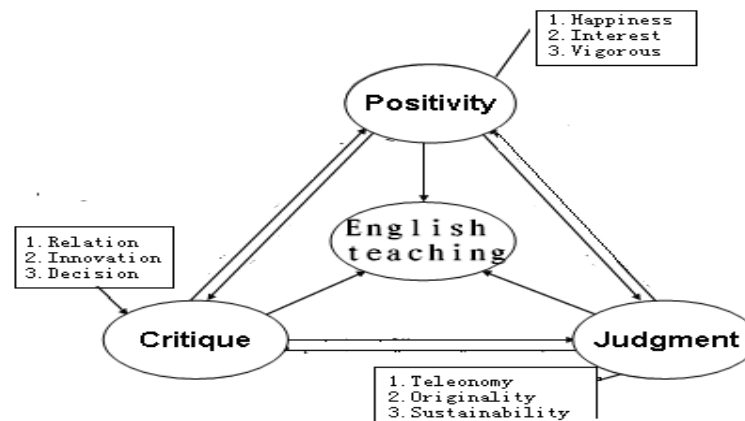 1. Happiness
2. Interest
3. Vigorous
Positivity
English
teaching
1. Relation
2. Innovation
3. Decision
Critique
Judgment
1. Teleonomy
2. Originality
3. Sustainability